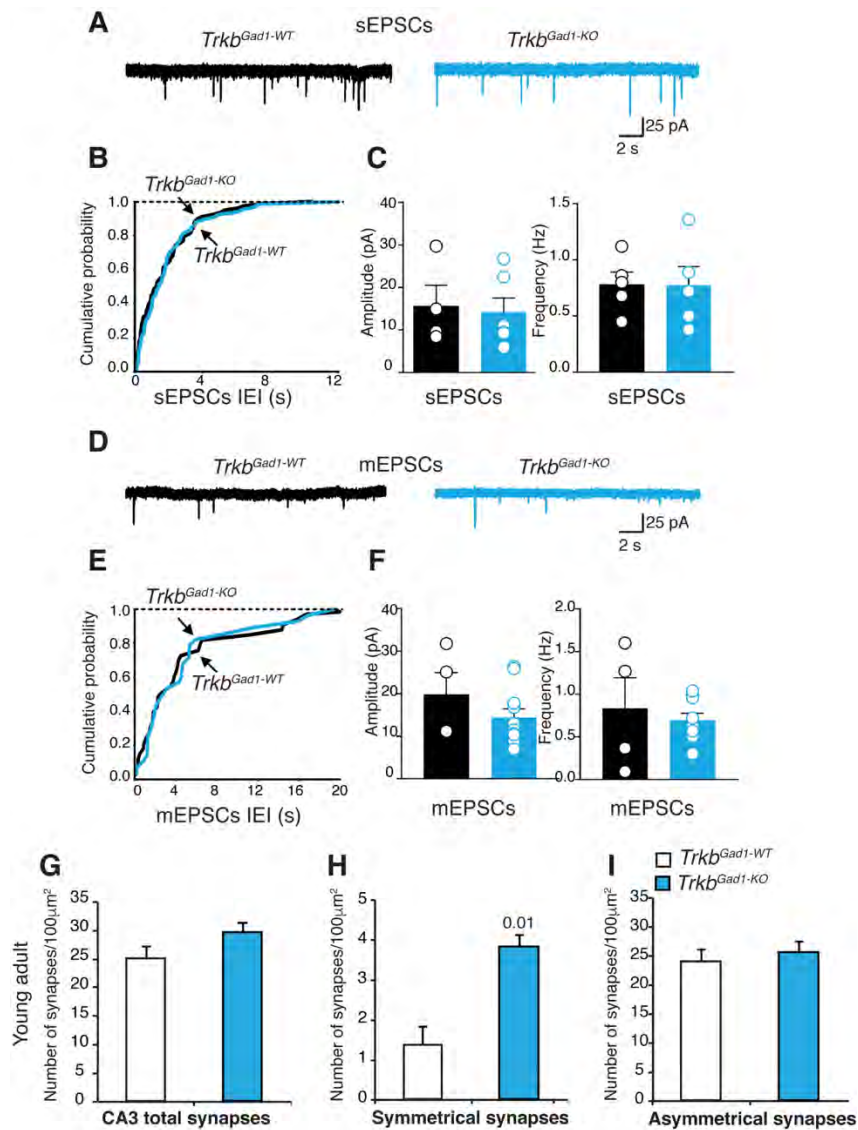 A
sEPSCs
Trkb^Gad1-WT
Trkb^Gad1-KO
25 pA
2 s
B
Trkb^Gad1-KO
Trkb^Gad1-WT
Cumulative probability
1.0
0.8
0.6
0.4
0.2
0.0
0 4 8 12
sEPSCs IEI (s)
C
Amplitude (pA)
40
30
20
10
0
sEPSCs
Frequency (Hz)
1.5
1.0
0.5
0.0
sEPSCs
D
mEPSCs
Trkb^Gad1-WT
Trkb^Gad1-KO
25 pA
2 s
E
Trkb^Gad1-KO
Trkb^Gad1-WT
Cumulative probability
1.0
0.8
0.6
0.4
0.2
0.0
0 4 8 12 16 20
mEPSCs IEI (s)
F
Amplitude (pA)
40
30
20
10
0
mEPSCs
Frequency (Hz)
2.0
1.5
1.0
0.5
0.0
mEPSCs
Young adult
G
Number of synapses/100μm²
35
30
25
20
15
10
5
0
CA3 total synapses
H
Number of synapses/100μm²
5
4
3
2
1
0
0.01
Symmetrical synapses
I
Trkb^Gad1-WT
Trkb^Gad1-KO
Number of synapses/100μm²
35
30
25
20
15
10
5
0
Asymmetrical synapses